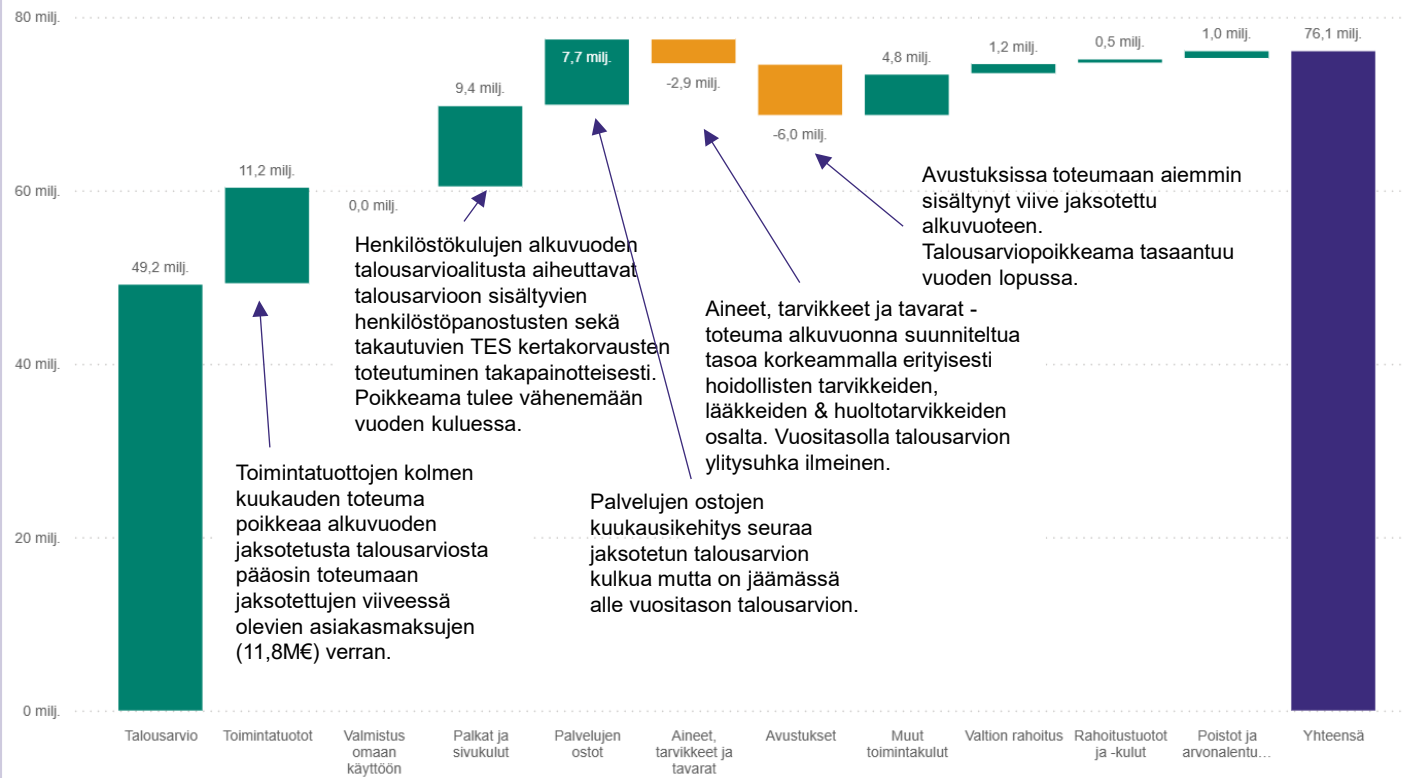 80 milj.
60 milj.
40 milj.
20 milj.
0 milj.
49,2 milj.
11,2 milj.
0,0 milj.
9,4 milj.
7,7 milj.
-2,9 milj.
-6,0 milj.
4,8 milj.
1,2 milj.
0,5 milj.
1,0 milj.
76,1 milj.
Toimintatuottojen kolmen
kuukauden toteuma
poikkeaa alkuvuoden
jaksotetusta talousarviosta
pääosin toteumaan
jaksotettujen viiveessä
olevien asiakasmaksujen
(11,8M€) verran.
Henkilöstökulujen alkuvuoden
talousarvioalitusta aiheuttavat
talousarvioon sisältyvien
henkilöstöpanostusten sekä
takautuvien TES kertakorvausten
toteutuminen takapainotteisesti.
Poikkeama tulee vähenemään
vuoden kuluessa.
Palvelujen ostojen
kuukausikehitys seuraa
jaksotetun talousarvion
kulkua mutta on jäämässä
alle vuositason talousarvion.
Aineet, tarvikkeet ja tavarat -
toteuma alkuvuonna suunniteltua
tasoa korkeammalla erityisesti
hoidollisten tarvikkeiden,
lääkkeiden & huoltotarvikkeiden
osalta. Vuositasolla talousarvion
ylitysuhka ilmeinen.
Avustuksissa toteumaan aiemmin
sisältynyt viive jaksotettu
alkuvuoteen.
Talousarviopoikkeama tasaantuu
vuoden lopussa.
Talousarvio
Toimintatuotot
Valmistus
omaan
käyttöön
Palkat ja
sivukulut
Palvelujen
ostot
Aineet,
tarvikkeet ja
tavarat
Avustukset
Muut
toimintakulut
Valtion rahoitus
Rahoitustuotot
ja -kulut
Poistot ja
arvonalentu…
Yhteensä